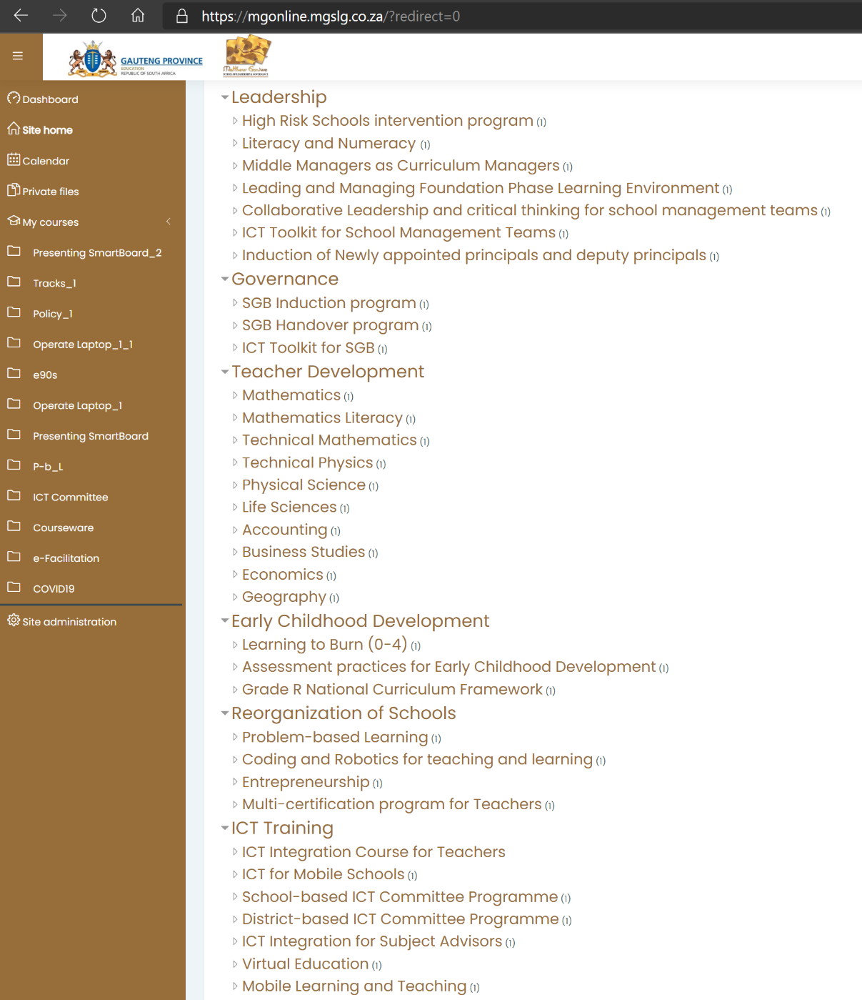 https://mgonline.mgslg.co.za/?redirect=0
GAUTENG PROVINCE
EDUCATION
REPUBLIC OF SOUTH AFRICA
Matthew Goniwe
SCHOOL OF LEADERSHIP & GOVERNANCE
Dashboard
Site home
Calendar
Private files
My courses
Presenting SmartBoard_2
Tracks_1
Policy_1
Operate Laptop_1_1
e90s
Operate Laptop_1
Presenting SmartBoard
P-b_L
ICT Committee
Courseware
e-Facilitation
COVID19
Site administration
Leadership
High Risk Schools intervention program (1)
Literacy and Numeracy (1)
Middle Managers as Curriculum Managers (1)
Leading and Managing Foundation Phase Learning Environment (1)
Collaborative Leadership and critical thinking for school management teams (1)
ICT Toolkit for School Management Teams (1)
Induction of Newly appointed principals and deputy principals (1)
Governance
SGB Induction program (1)
SGB Handover program (1)
ICT Toolkit for SGB (1)
Teacher Development
Mathematics (1)
Mathematics Literacy (1)
Technical Mathematics (1)
Technical Physics (1)
Physical Science (1)
Life Sciences (1)
Accounting (1)
Business Studies (1)
Economics (1)
Geography (1)
Early Childhood Development
Learning to Burn (0-4) (1)
Assessment practices for Early Childhood Development (1)
Grade R National Curriculum Framework (1)
Reorganization of Schools
Problem-based Learning (1)
Coding and Robotics for teaching and learning (1)
Entrepreneurship (1)
Multi-certification program for Teachers (1)
ICT Training
ICT Integration Course for Teachers
ICT for Mobile Schools (1)
School-based ICT Committee Programme (1)
District-based ICT Committee Programme (1)
ICT Integration for Subject Advisors (1)
Virtual Education (1)
Mobile Learning and Teaching (1)